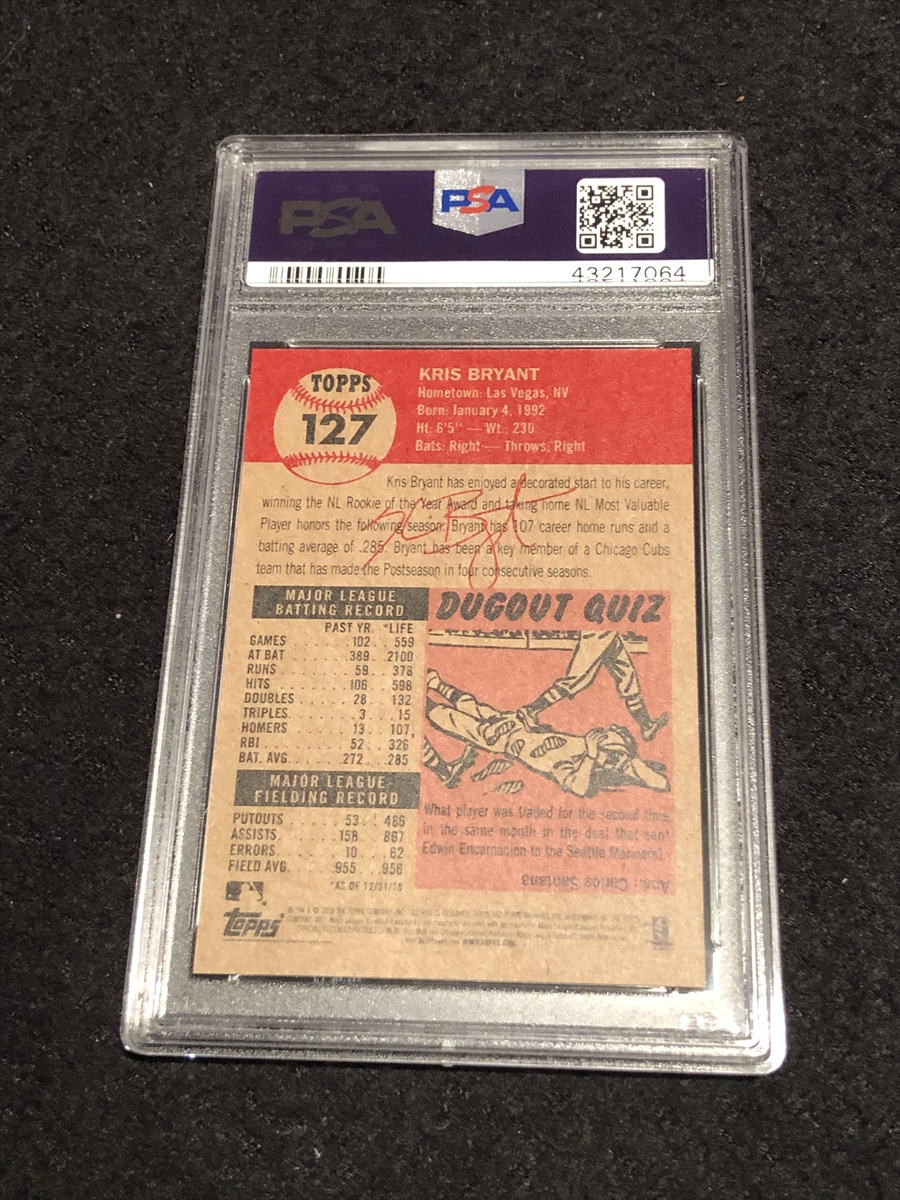 PSA
PSA
43217064
TOPPS
127
KRIS BRYANT
Hometown: Las Vegas, NV
Born: January 4, 1992
Ht: 6'5" — Wt.: 230
Bats: Right — Throws: Right
Kris Bryant has enjoyed a decorated start to his career,
winning the NL Rookie of the Year Award and taking home NL Most Valuable
Player honors the following season. Bryant has 107 career home runs and a
batting average of .285. Bryant has been a key member of a Chicago Cubs
team that has made the Postseason in four consecutive seasons.
MAJOR LEAGUE
BATTING RECORD
PAST YR. *LIFE
GAMES 102 559
AT BAT 389 2100
RUNS 59 378
HITS 106 598
DOUBLES 28 132
TRIPLES 3 15
HOMERS 13 107
RBI 52 326
BAT. AVG. .272 .285
MAJOR LEAGUE
FIELDING RECORD
PUTOUTS 53 486
ASSISTS 158 867
ERRORS 10 62
FIELD AVG. .955 .956
*AS OF 12/31/18
DUGOUT QUIZ
What player was traded for the second time
in the same month in the deal that sent
Edwin Encarnacion to the Seattle Mariners?
Ans.: Carlos Santana
topps